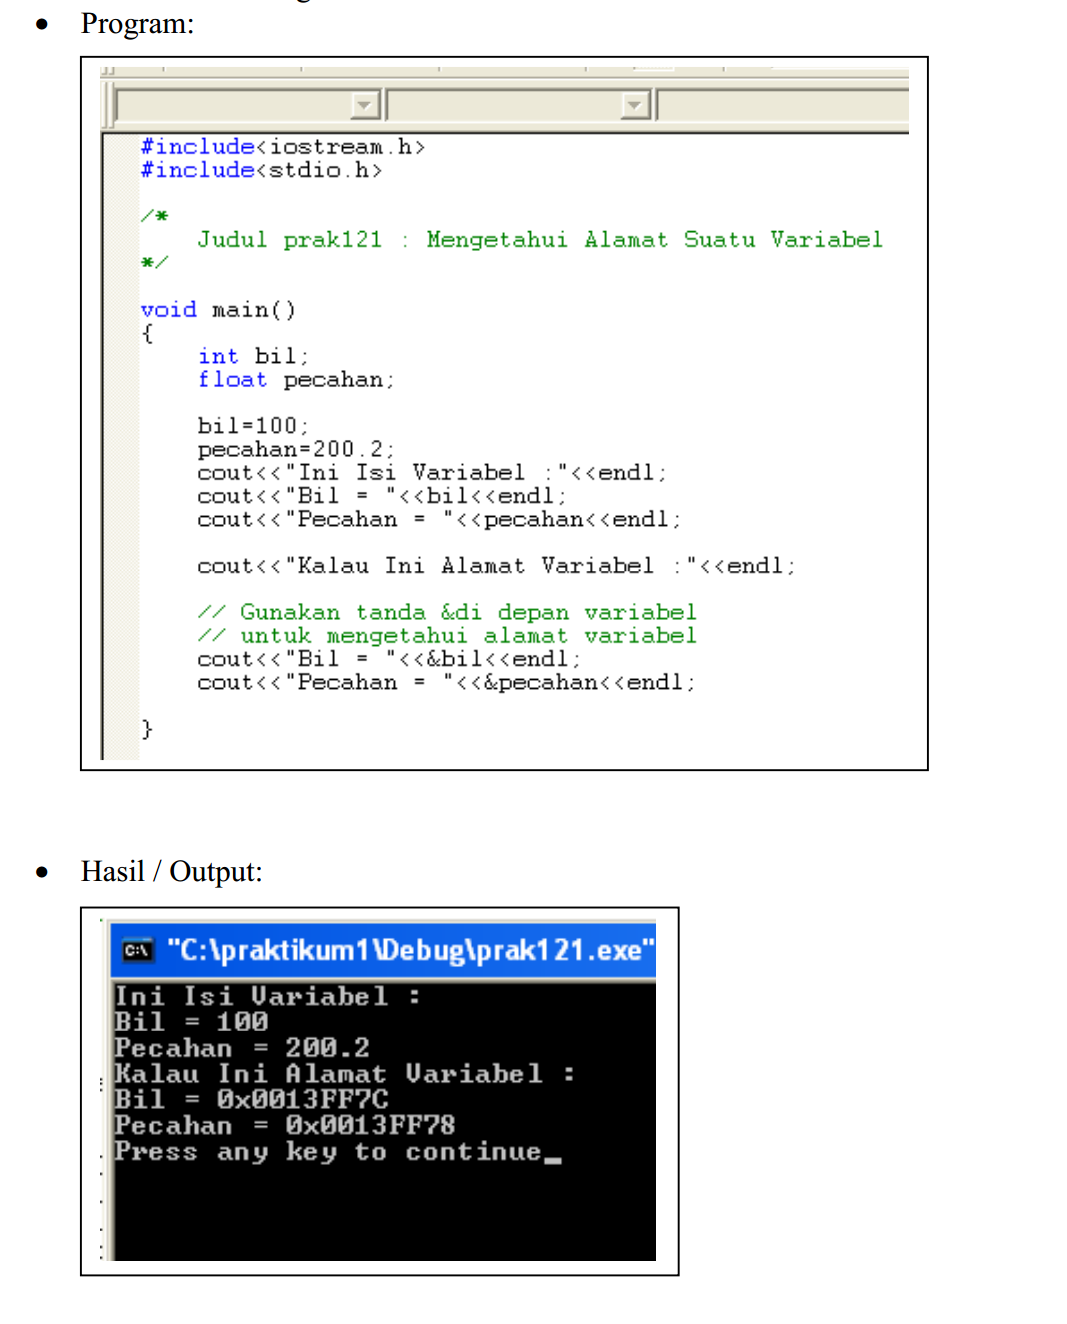 • Program:
#include<iostream.h>
#include<stdio.h>
/*
Judul prak121 : Mengetahui Alamat Suatu Variabel
*/
void main()
{
int bil;
float pecahan;
bil=100;
pecahan=200.2;
cout<<"Ini Isi Variabel :"<<endl;
cout<<"Bil = "<<bil<<endl;
cout<<"Pecahan = "<<pecahan<<endl;
cout<<"Kalau Ini Alamat Variabel :"<<endl;
// Gunakan tanda &di depan variabel
// untuk mengetahui alamat variabel
cout<<"Bil = "<<&bil<<endl;
cout<<"Pecahan = "<<&pecahan<<endl;
}
• Hasil / Output:
C:\ "C:\praktikum1\Debug\prak121.exe"
Ini Isi Variabel :
Bil = 100
Pecahan = 200.2
Kalau Ini Alamat Variabel :
Bil = 0x0013FF7C
Pecahan = 0x0013FF78
Press any key to continue_